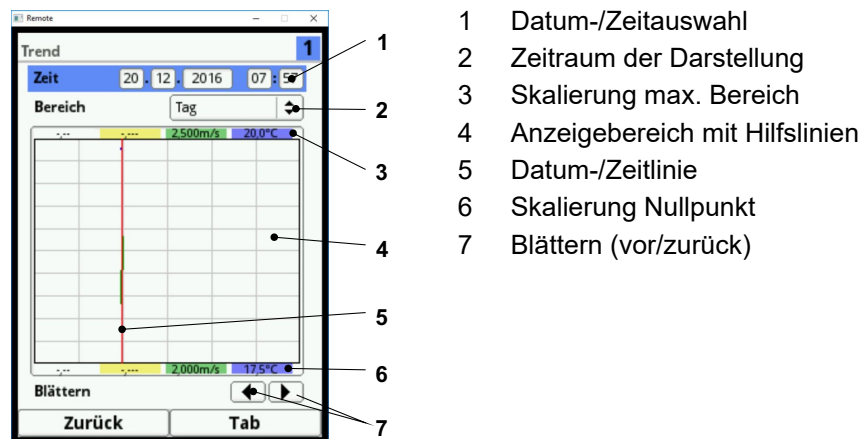 Remote
Trend 1
Zeit 20 . 12 . 2016 07 : 57
Bereich Tag
-,-- -,--- 2,500m/s 20,0°C
-,-- -,--- 2,000m/s 17,5°C
Blättern
Zurück Tab
1
2
3
4
5
6
7
1 Datum-/Zeitauswahl
2 Zeitraum der Darstellung
3 Skalierung max. Bereich
4 Anzeigebereich mit Hilfslinien
5 Datum-/Zeitlinie
6 Skalierung Nullpunkt
7 Blättern (vor/zurück)